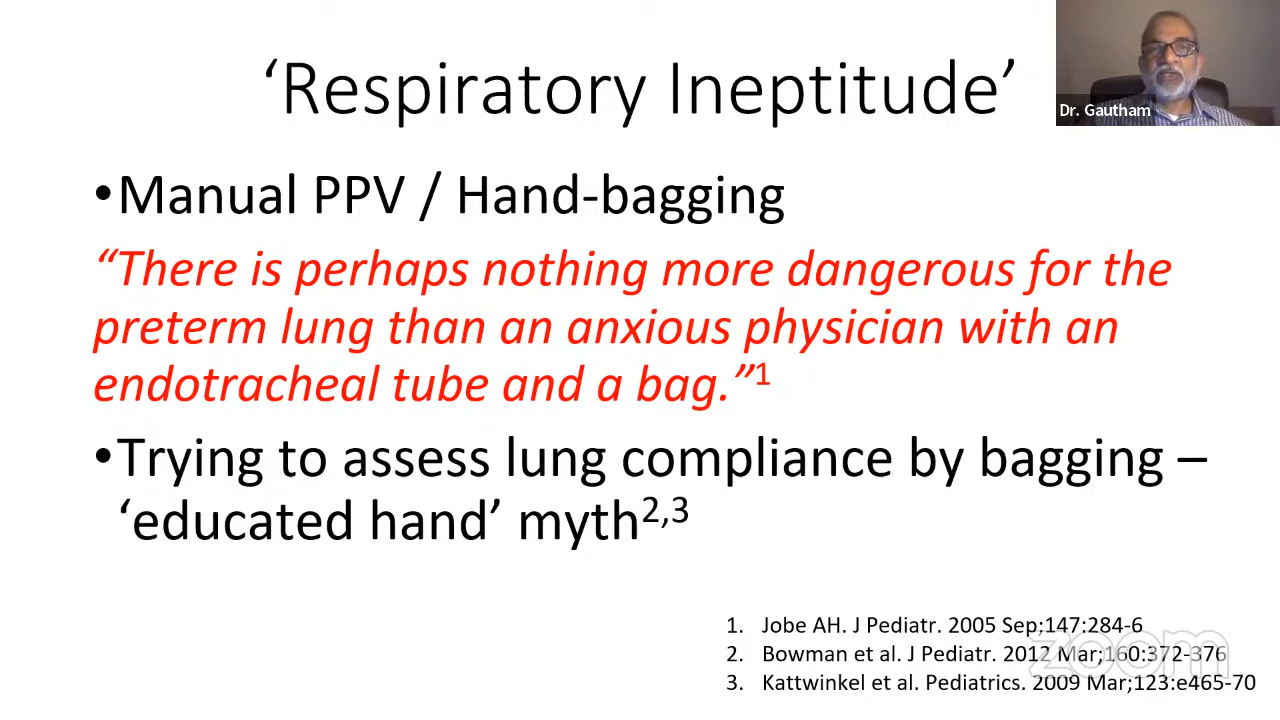 ‘Respiratory Ineptitude’
Dr. Gautham
•Manual PPV / Hand-bagging
“There is perhaps nothing more dangerous for the
preterm lung than an anxious physician with an
endotracheal tube and a bag.”1
•Trying to assess lung compliance by bagging –
‘educated hand’ myth2,3
1. Jobe AH. J Pediatr. 2005 Sep;147:284-6
2. Bowman et al. J Pediatr. 2012 Mar;160:372-376
3. Kattwinkel et al. Pediatrics. 2009 Mar;123:e465-70
zoom